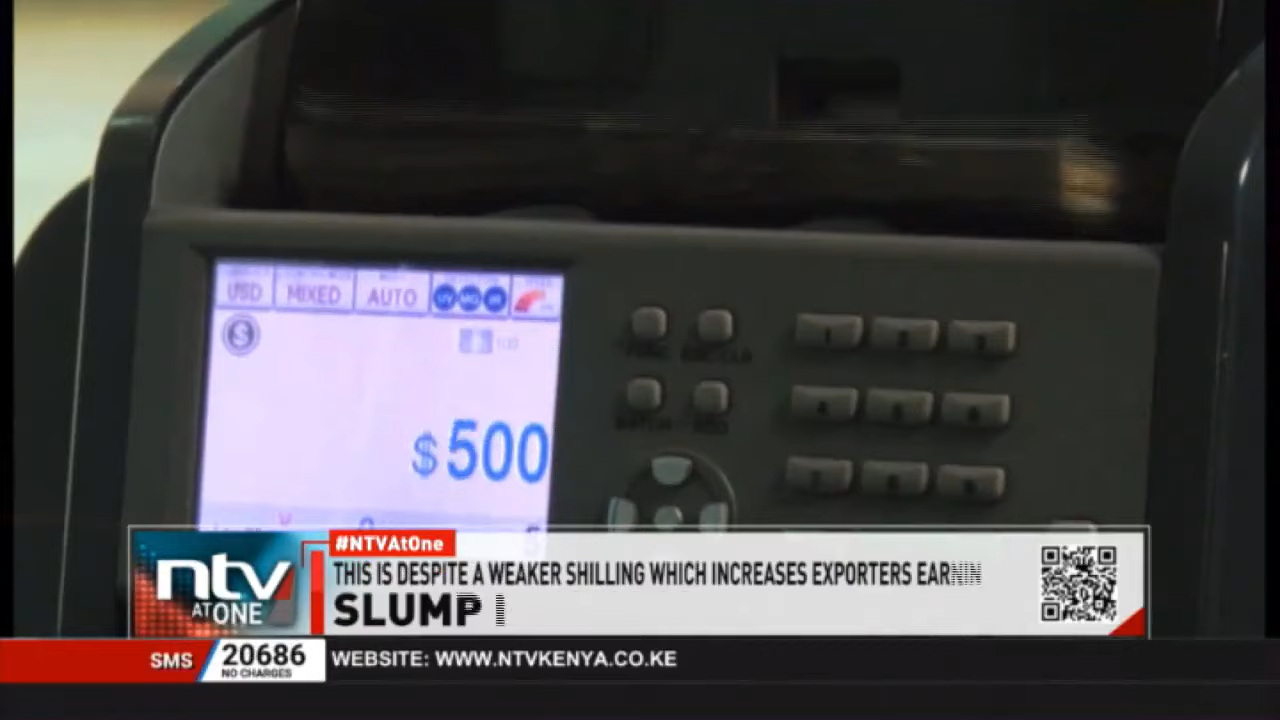 USD MIXED AUTO
$500
#NTVAtOne
THIS IS DESPITE A WEAKER SHILLING WHICH INCREASES EXPORTERS EARNIN
SLUMP
ntv
AT ONE
SMS 20686 WEBSITE: WWW.NTVKENYA.CO.KE
NO CHARGES